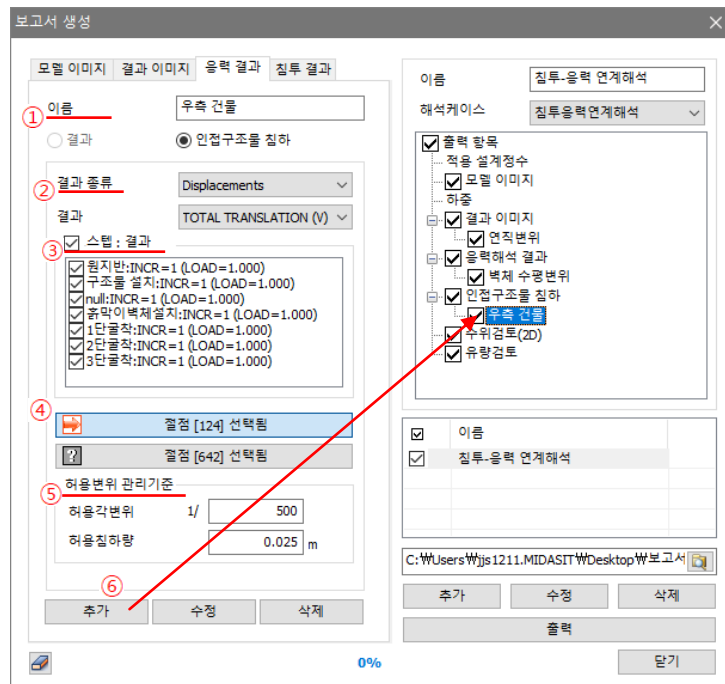 보고서 생성
모델 이미지 결과 이미지 응력 결과 침투 결과
① 이름 우측 건물
결과 인접구조물 침하
② 결과 종류 Displacements
결과 TOTAL TRANSLATION (V)
③ 스텝 : 결과
원지반:INCR=1 (LOAD=1.000)
구조물 설치:INCR=1 (LOAD=1.000)
null:INCR=1 (LOAD=1.000)
흙막이벽체설치:INCR=1 (LOAD=1.000)
1단굴착:INCR=1 (LOAD=1.000)
2단굴착:INCR=1 (LOAD=1.000)
3단굴착:INCR=1 (LOAD=1.000)
④ 절점 [124] 선택됨
절점 [642] 선택됨
⑤ 허용변위 관리기준
허용각변위 1/ 500
허용침하량 0.025 m
⑥
추가 수정 삭제
0%
이름 침투-응력 연계해석
해석케이스 침투응력연계해석
출력 항목
적용 설계정수
모델 이미지
하중
결과 이미지
연직변위
응력해석 결과
벽체 수평변위
인접구조물 침하
우측 건물
수위검토(2D)
유량검토
이름
침투-응력 연계해석
C:₩Users₩jjs1211.MIDASIT₩Desktop₩보고서
추가 수정 삭제
출력
닫기